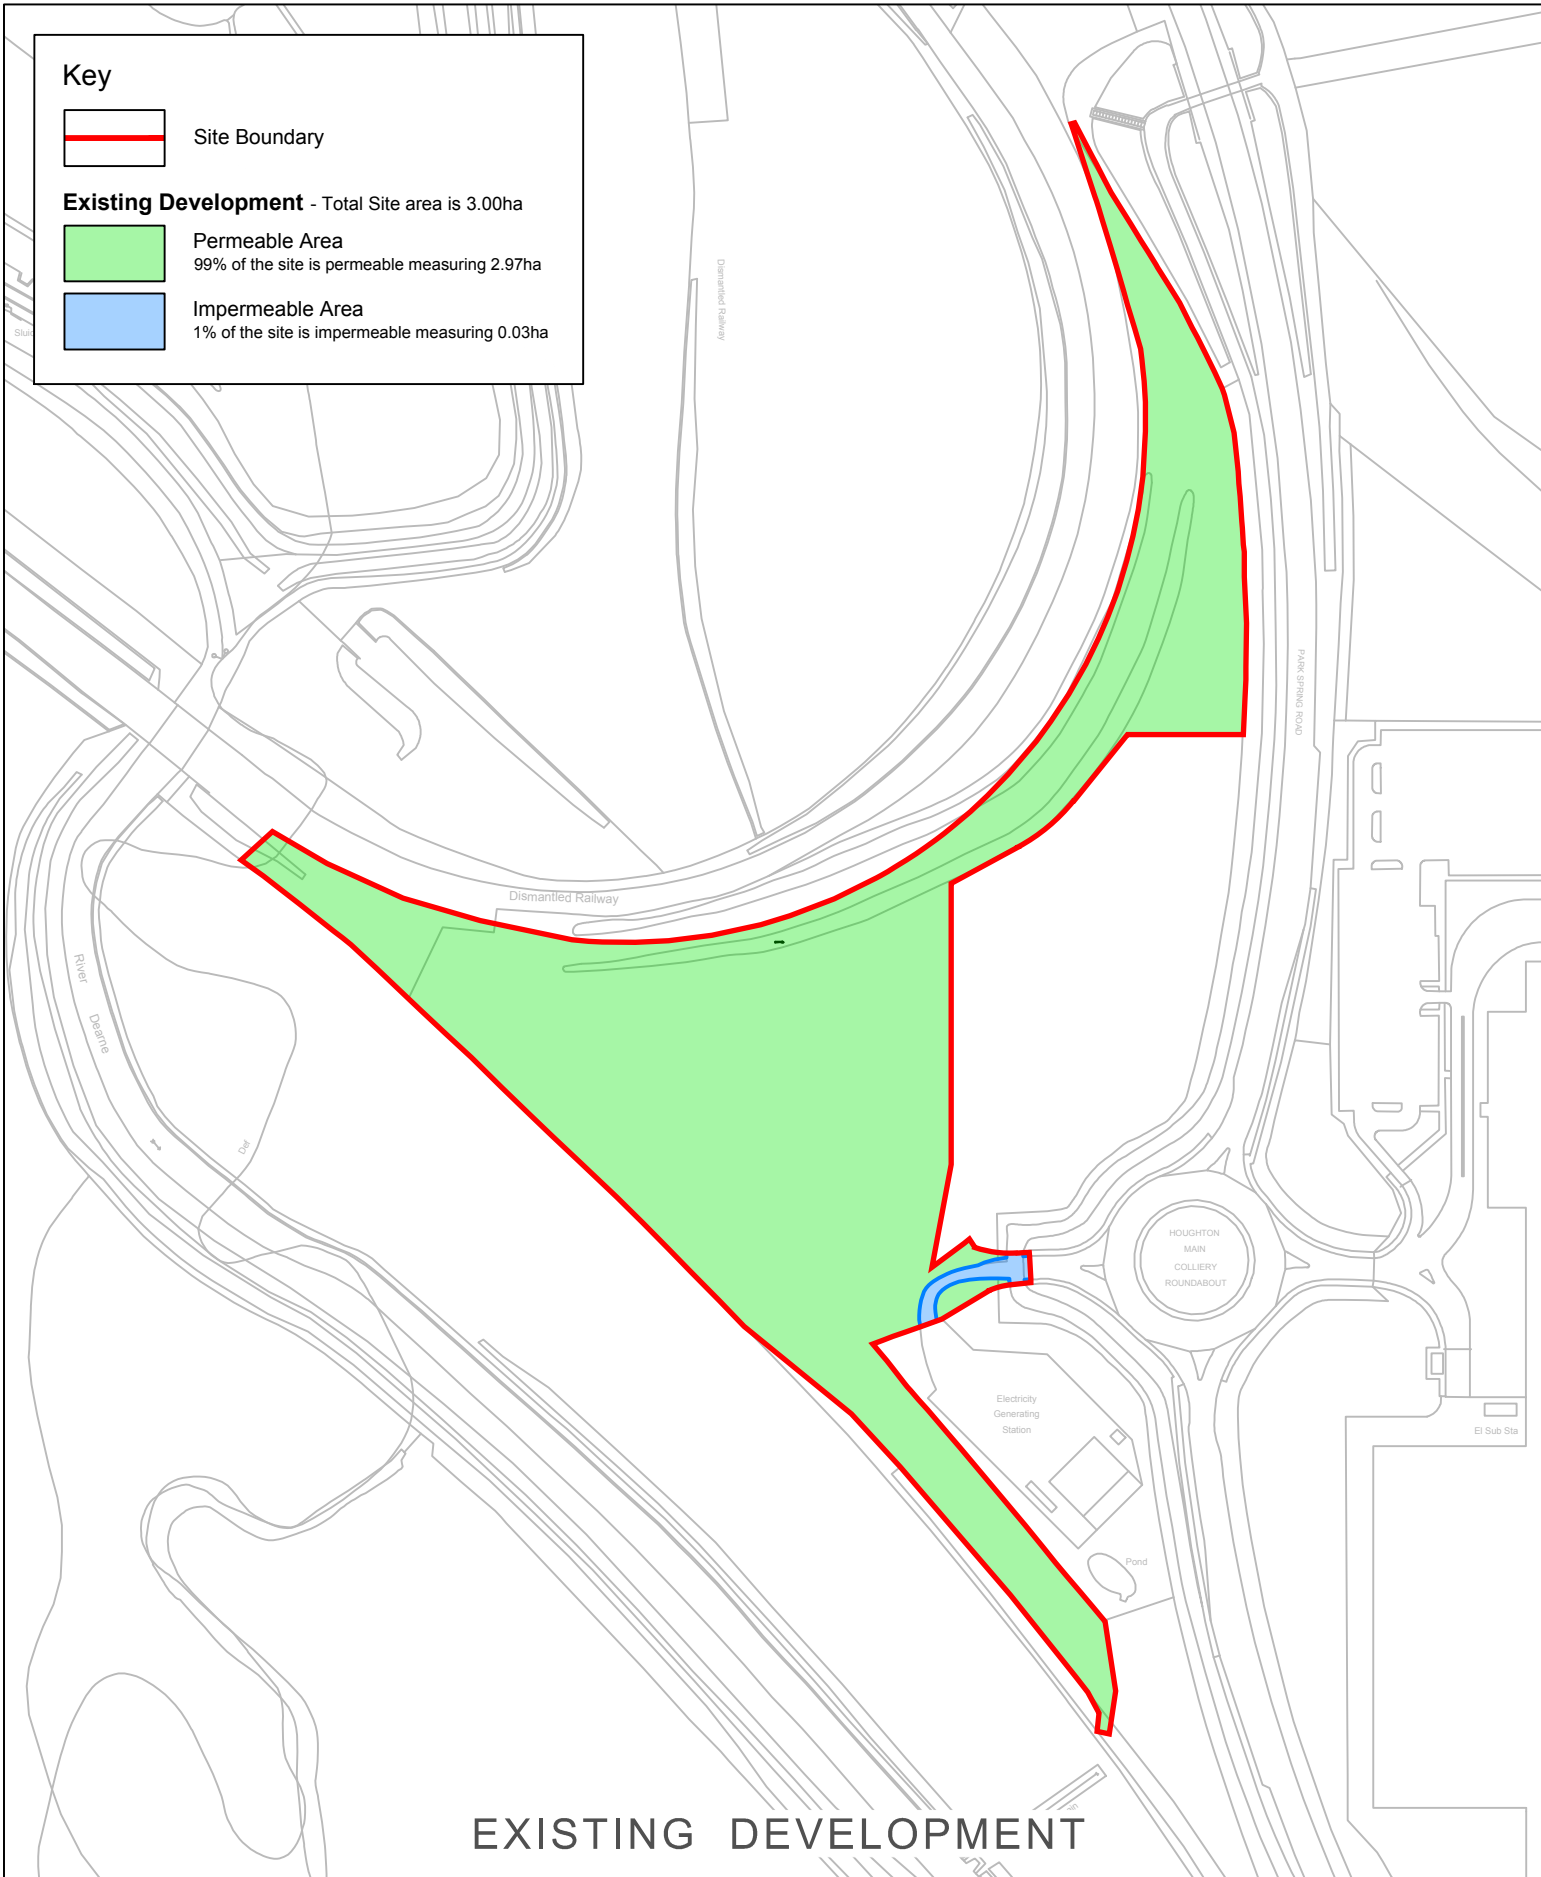 Key
Site Boundary
Existing Development - Total Site area is 3.00ha
Permeable Area
99% of the site is permeable measuring 2.97ha
Impermeable Area
1% of the site is impermeable measuring 0.03ha
Dismantled Railway
PARK SPRING ROAD
Dismantled Railway
River
Dearne
Def
HOUGHTON
MAIN
COLLIERY
ROUNDABOUT
Electricity
Generating
Station
El Sub Sta
Pond
EXISTING DEVELOPMENT